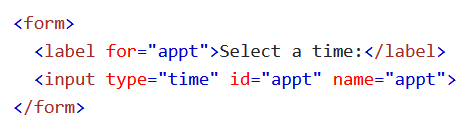 <form>
<label for="appt">Select a time:</label>
<input type="time" id="appt" name="appt">
</form>